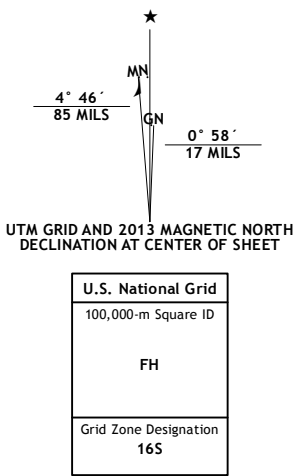 ★
MN
GN
4° 46´
85 MILS
0° 58´
17 MILS
UTM GRID AND 2013 MAGNETIC NORTH
DECLINATION AT CENTER OF SHEET
U.S. National Grid
100,000-m Square ID
FH
Grid Zone Designation
16S